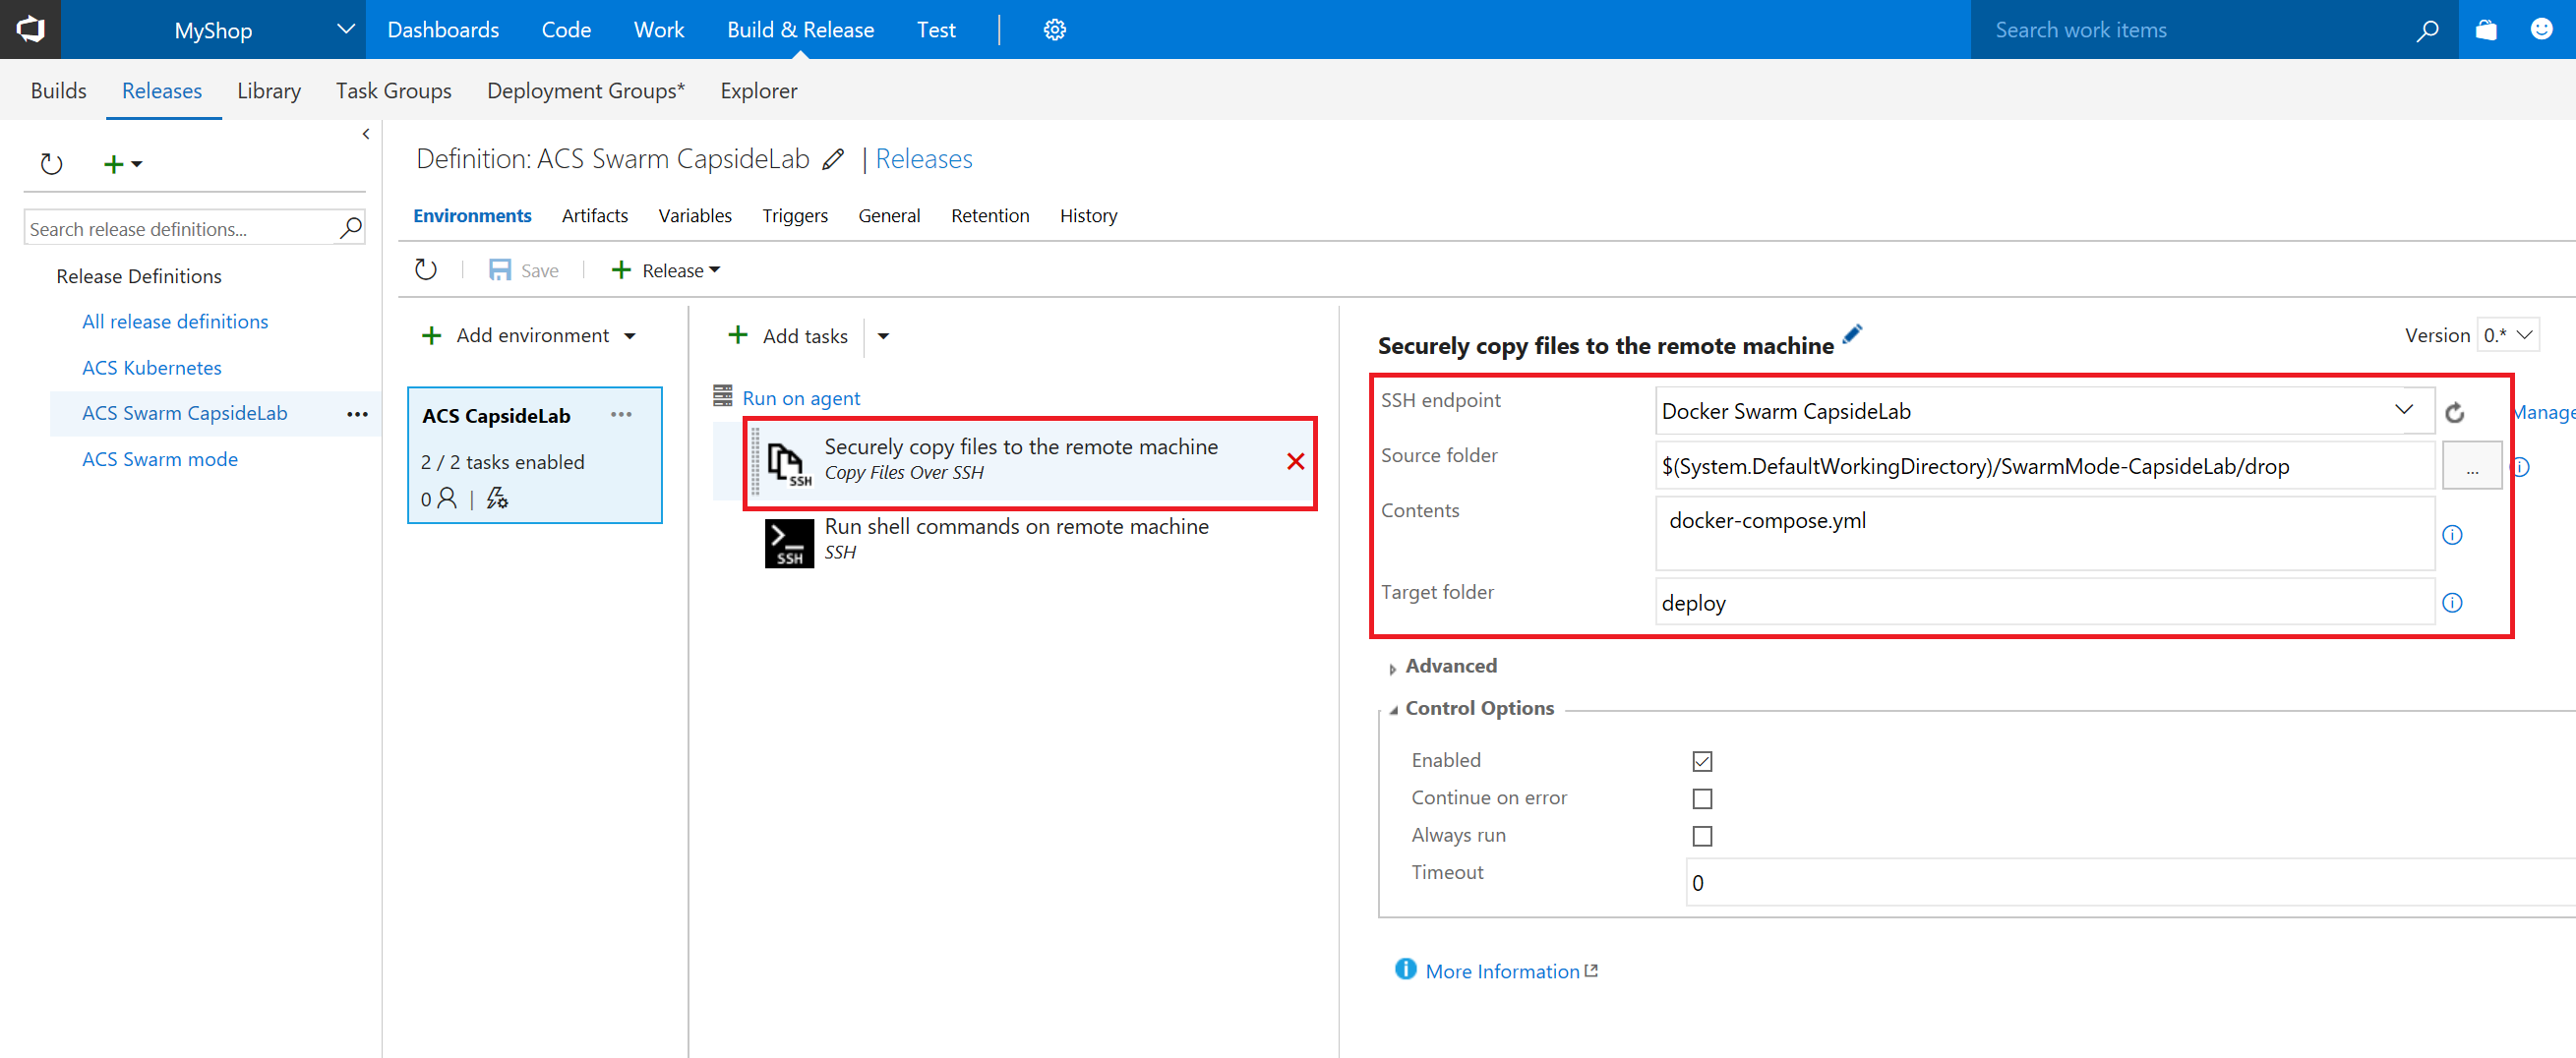 MyShop Dashboards Code Work Build & Release Test Search work items
Builds Releases Library Task Groups Deployment Groups* Explorer
Search release definitions...
Release Definitions
All release definitions
ACS Kubernetes
ACS Swarm CapsideLab ...
ACS Swarm mode
Definition: ACS Swarm CapsideLab | Releases
Environments Artifacts Variables Triggers General Retention History
Save Release
Add environment
ACS CapsideLab ...
2 / 2 tasks enabled
0
Add tasks
Run on agent
Securely copy files to the remote machine
Copy Files Over SSH
SSH
Run shell commands on remote machine
SSH
SSH
Securely copy files to the remote machine
Version 0.*
SSH endpoint Docker Swarm CapsideLab Manage
Source folder $(System.DefaultWorkingDirectory)/SwarmMode-CapsideLab/drop ...
Contents docker-compose.yml
Target folder deploy
Advanced
Control Options
Enabled
Continue on error
Always run
Timeout 0
More Information